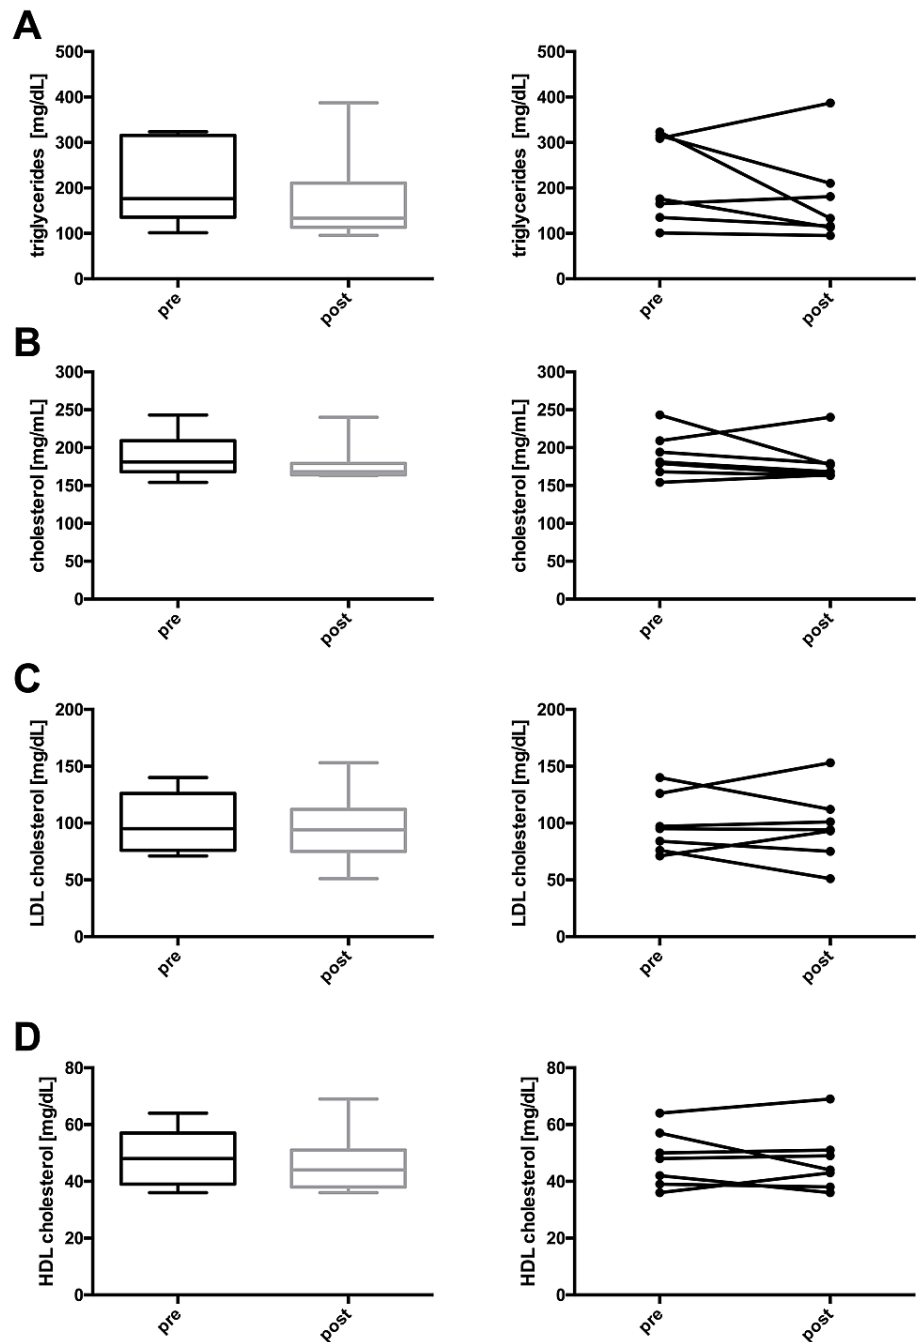 A
triglycerides [mg/dL]
500
400
300
200
100
0
pre
post
triglycerides [mg/dL]
500
400
300
200
100
0
pre
post
B
cholesterol [mg/mL]
300
250
200
150
100
50
0
pre
post
cholesterol [mg/mL]
300
250
200
150
100
50
0
pre
post
C
LDL cholesterol [mg/dL]
200
150
100
50
0
pre
post
LDL cholesterol [mg/dL]
200
150
100
50
0
pre
post
D
HDL cholesterol [mg/dL]
80
60
40
20
0
pre
post
HDL cholesterol [mg/dL]
80
60
40
20
0
pre
post